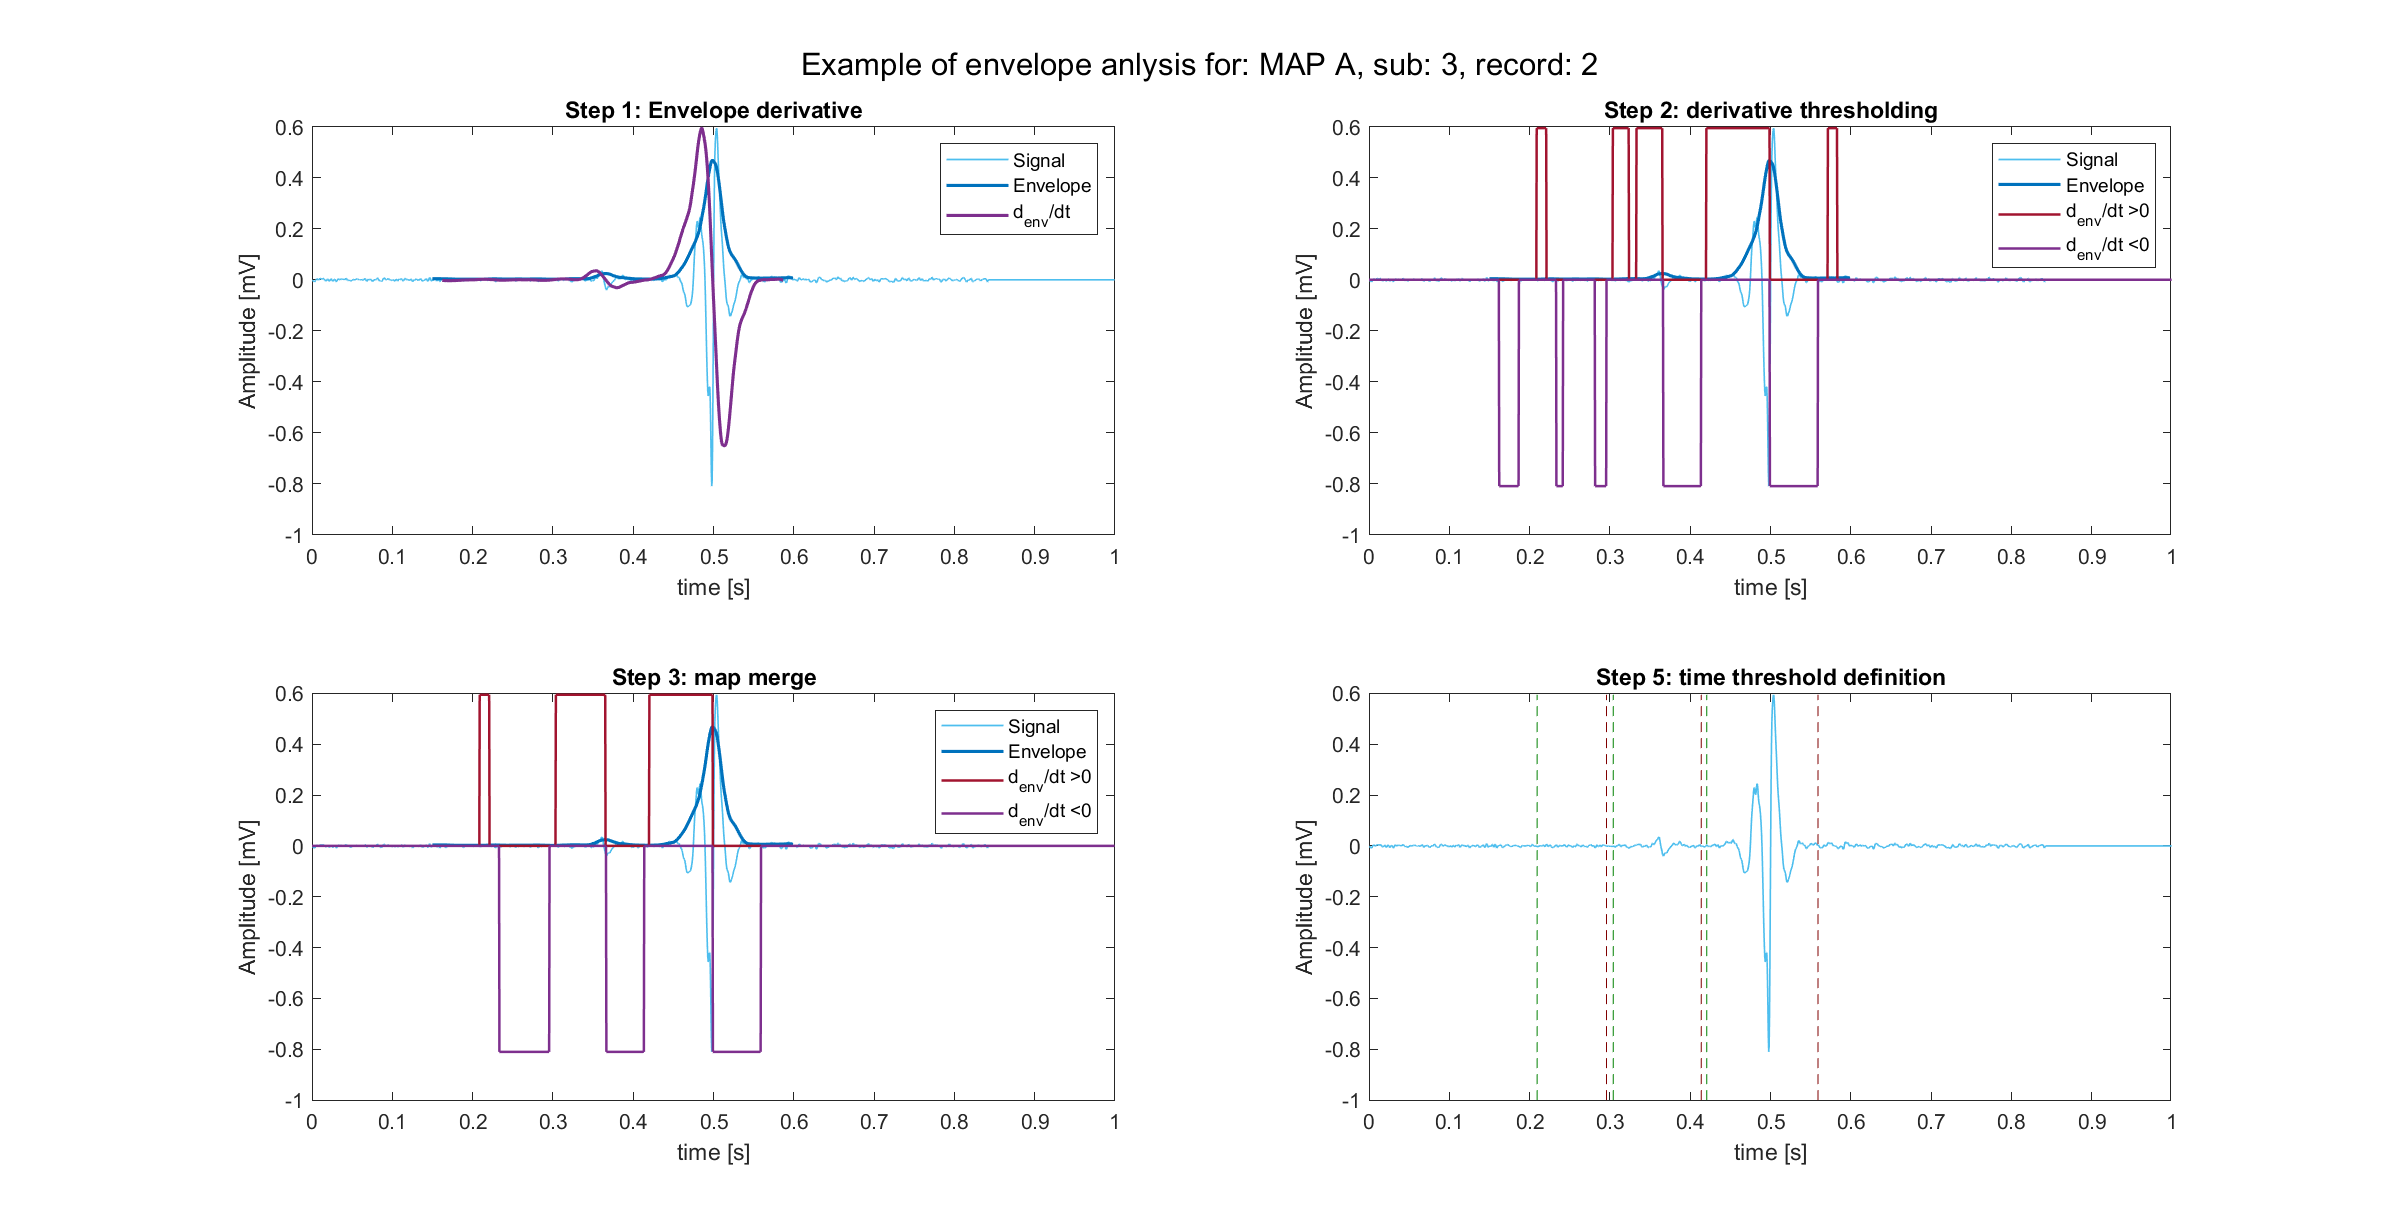 Example of envelope anlysis for: MAP A, sub: 3, record: 2
Step 1: Envelope derivative
0.6
0.4
0.2
0
-0.2
-0.4
-0.6
-0.8
-1
Amplitude [mV]
Signal
Envelope
d_env/dt
0 0.1 0.2 0.3 0.4 0.5 0.6 0.7 0.8 0.9 1
time [s]
Step 2: derivative thresholding
0.6
0.4
0.2
0
-0.2
-0.4
-0.6
-0.8
-1
Amplitude [mV]
Signal
Envelope
d_env/dt >0
d_env/dt <0
0 0.1 0.2 0.3 0.4 0.5 0.6 0.7 0.8 0.9 1
time [s]
Step 3: map merge
0.6
0.4
0.2
0
-0.2
-0.4
-0.6
-0.8
-1
Amplitude [mV]
Signal
Envelope
d_env/dt >0
d_env/dt <0
0 0.1 0.2 0.3 0.4 0.5 0.6 0.7 0.8 0.9 1
time [s]
Step 5: time threshold definition
0.6
0.4
0.2
0
-0.2
-0.4
-0.6
-0.8
-1
Amplitude [mV]
0 0.1 0.2 0.3 0.4 0.5 0.6 0.7 0.8 0.9 1
time [s]